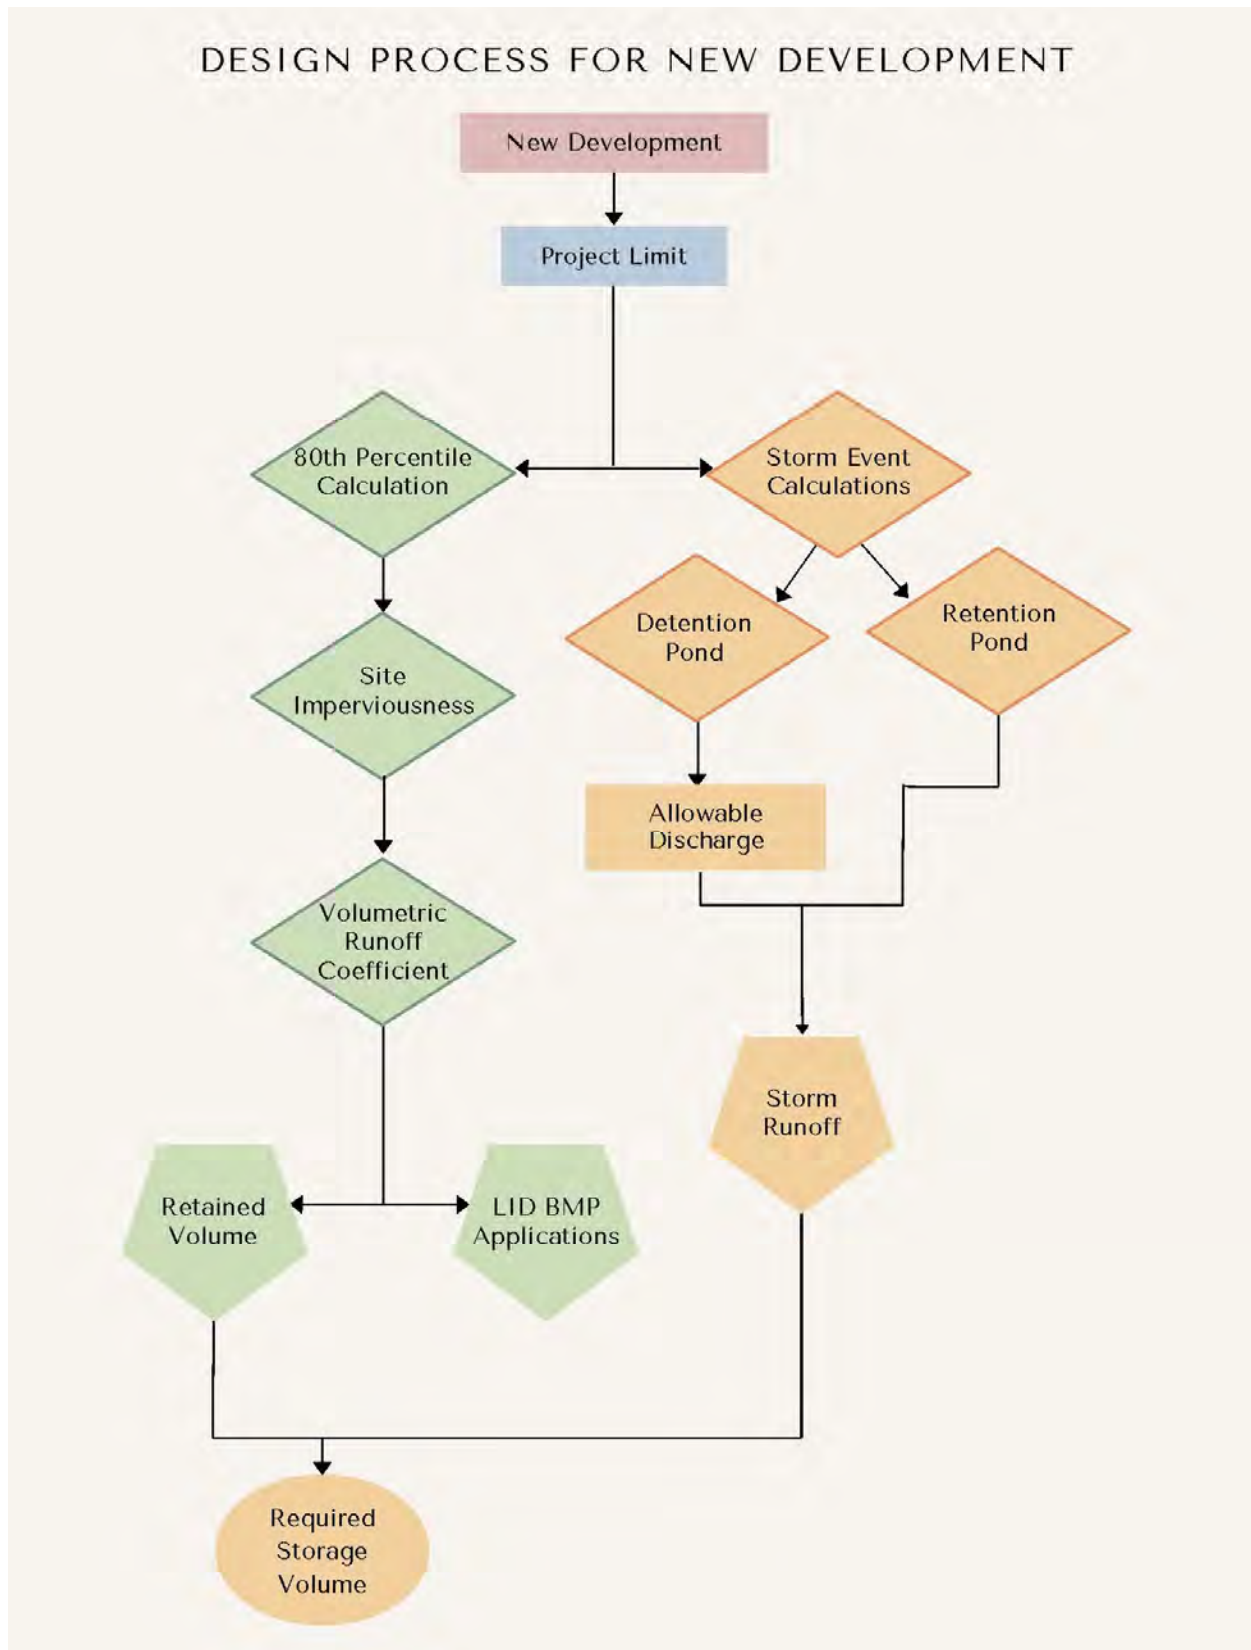 DESIGN PROCESS FOR NEW DEVELOPMENT
New Development
Project Limit
80th Percentile
Calculation
Storm Event
Calculations
Detention
Pond
Retention
Pond
Site
Imperviousness
Allowable
Discharge
Volumetric
Runoff
Coefficient
Storm
Runoff
Retained
Volume
LID BMP
Applications
Required
Storage
Volume